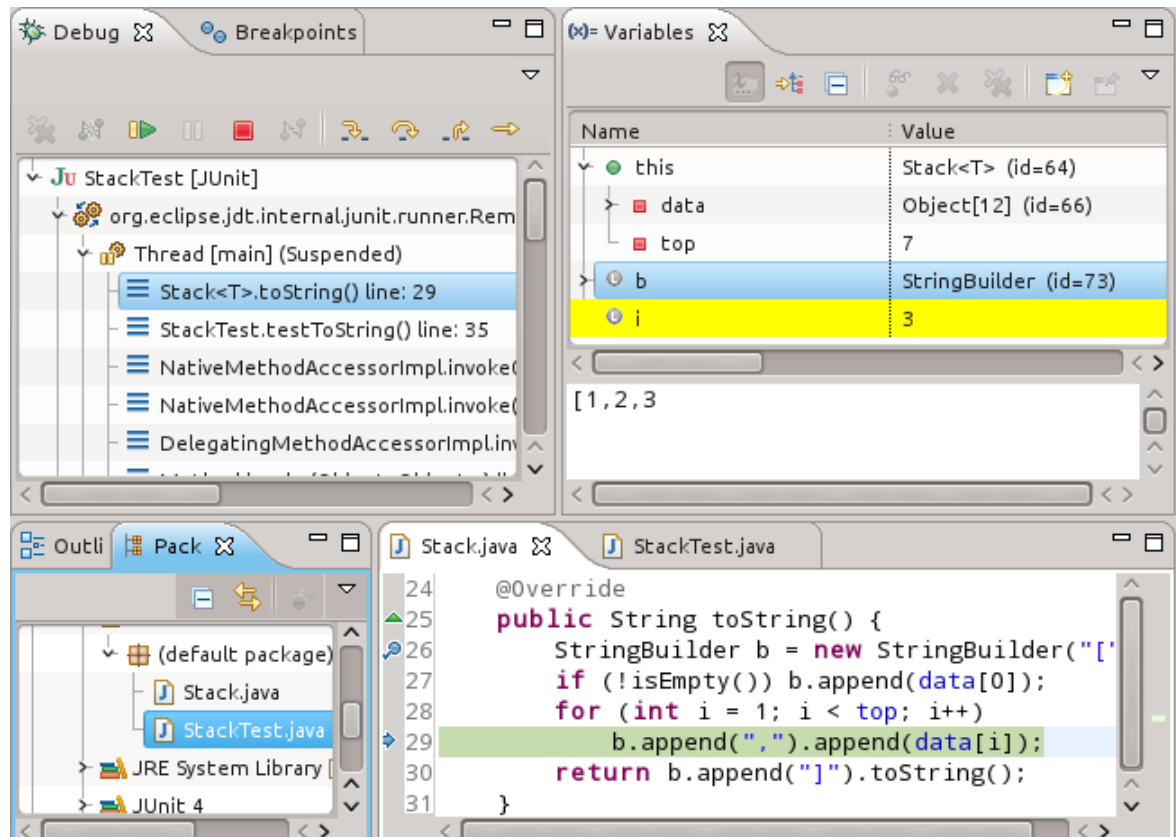 Debug
Breakpoints
StackTest [JUnit]
org.eclipse.jdt.internal.junit.runner.Rem
Thread [main] (Suspended)
Stack<T>.toString() line: 29
StackTest.testToString() line: 35
NativeMethodAccessorImpl.invoke(
NativeMethodAccessorImpl.invoke(
DelegatingMethodAccessorImpl.inv
(x)= Variables
Name Value
this Stack<T> (id=64)
data Object[12] (id=66)
top 7
b StringBuilder (id=73)
i 3
[1,2,3
Outli
Pack
(default package)
Stack.java
StackTest.java
JRE System Library [
JUnit 4
Stack.java
StackTest.java
24 @Override
25 public String toString() {
26 StringBuilder b = new StringBuilder("["
27 if (!isEmpty()) b.append(data[0]);
28 for (int i = 1; i < top; i++)
29 b.append(",").append(data[i]);
30 return b.append("]").toString();
31 }